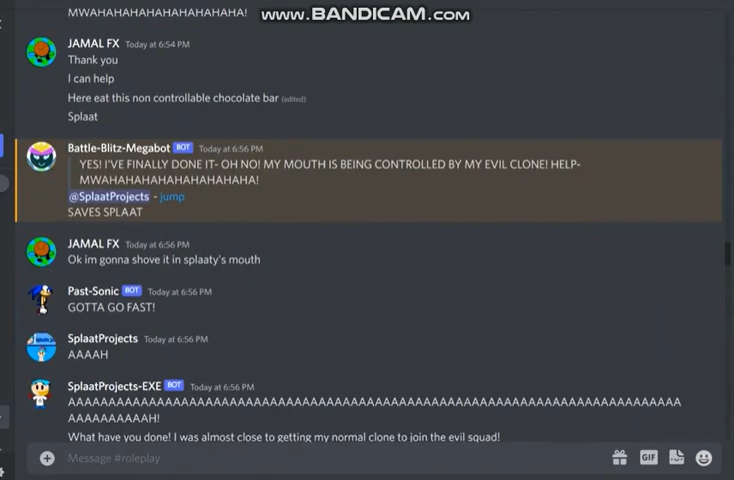 MWAHAHAHAHAHAHAHAHA!
www.BANDICAM.com
JAMAL FX Today at 6:54 PM
Thank you
I can help
Here eat this non controllable chocolate bar (edited)
Splaat
Battle-Blitz-Megabot BOT Today at 6:56 PM
YES! I'VE FINALLY DONE IT- OH NO! MY MOUTH IS BEING CONTROLLED BY MY EVIL CLONE! HELP-
MWAHAHAHAHAHAHAHAHA!
@SplaatProjects - jump
SAVES SPLAAT
JAMAL FX Today at 6:56 PM
Ok im gonna shove it in splaaty's mouth
Past-Sonic BOT Today at 6:56 PM
GOTTA GO FAST!
SplaatProjects Today at 6:56 PM
AAAAH
SplaatProjects-EXE BOT Today at 6:56 PM
AAAAAAAAAAAAAAAAAAAAAAAAAAAAAAAAAAAAAAAAAAAAAAAAAAAAAAAAAAAAAAAAAAAAAAAAAAA
AAAAAAAAAAH!
What have you done! I was almost close to getting my normal clone to join the evil squad!
Message #roleplay
GIF